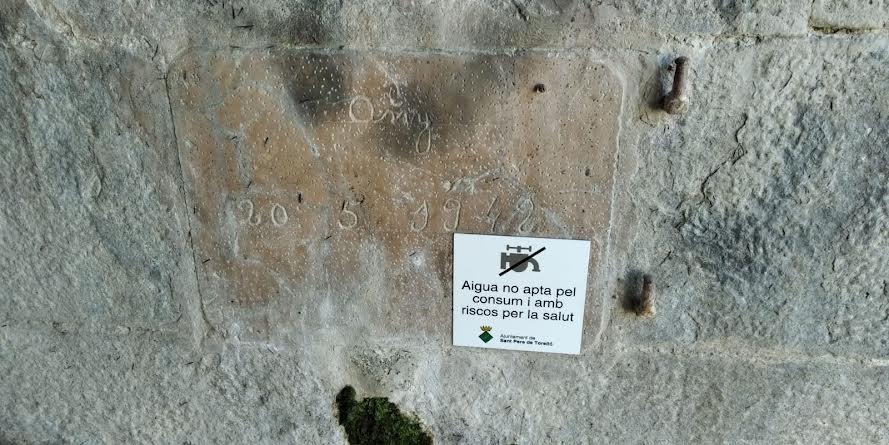 Any
20 5 1942
Aigua no apta pel
consum i amb
riscos per la salut
Ajuntament de
Sant Pere de Torelló